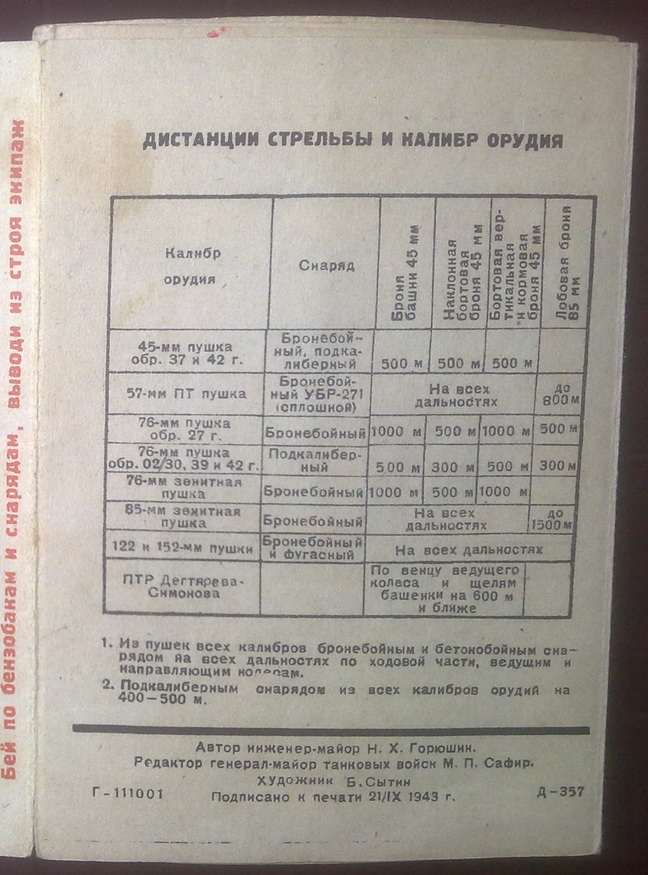 Бей по бензобакам и снарядам, выводи из строя экипаж
ДИСТАНЦИИ СТРЕЛЬБЫ И КАЛИБР ОРУДИЯ
Калибр
орудия
Снаряд
Броня
башни 45 мм
Наклонная
бортовая
броня 45 мм
Бортовая вер-
тикальная
и кормовая
броня 45 мм
Лобовая броня
85 мм
45-мм пушка
обр. 37 и 42 г.
Бронебой-
ный, подка-
либерный
500 м 500 м 500 м
57-мм ПТ пушка
Бронебой-
ный УБР-271
(сплошной)
На всех
дальностях
до
800 м
76-мм пушка
обр. 27 г.
Бронебойный
1000 м 500 м 1000 м 500 м
76-мм пушка
обр. 02/30, 39 и 42 г.
Подкалибер-
ный
500 м 300 м 500 м 300 м
76-мм зенитная
пушка
Бронебойный
1000 м 500 м 1000 м
85-мм зенитная
пушка
Бронебойный
На всех
дальностях
до
1500 м
122 и 152-мм пушки
Бронебойный
и фугасный
На всех дальностях
ПТР Дегтярева-
Симонова
По венцу ведущего
колеса и щелям
башенки на 600 м
и ближе
1. Из пушек всех калибров бронебойным и бетонобойным сна-
рядом на всех дальностях по ходовой части, ведущим и
направляющим колесам.
2. Подкалиберным снарядом из всех калибров орудий на
400—500 м.
Автор инженер-майор Н. Х. Горюшин.
Редактор генерал-майор танковых войск М. П. Сафир.
Художник Б. Сытин
Г-111001 Подписано к печати 21/IX 1943 г. Д-357